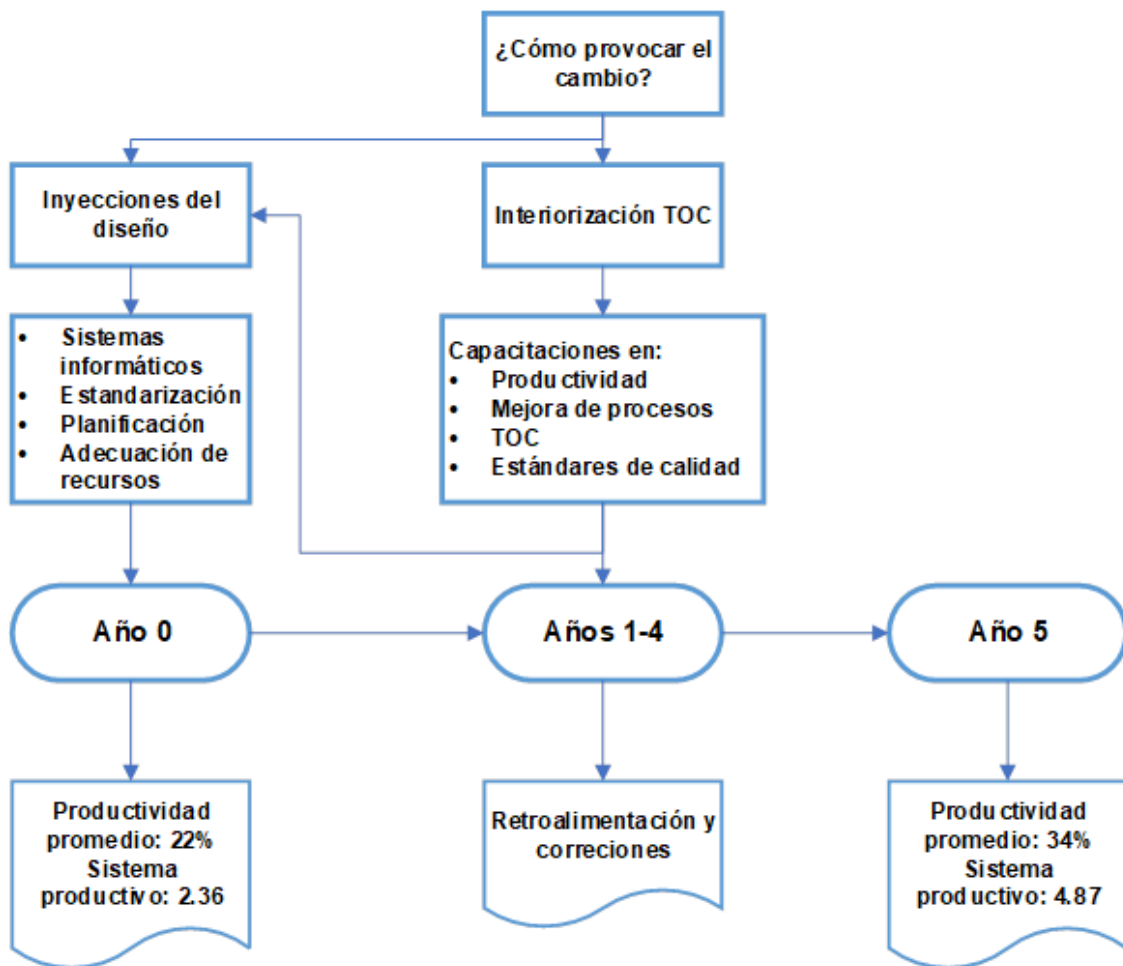 ¿Cómo provocar el
cambio?
Inyecciones del
diseño
Interiorización TOC
• Sistemas
informáticos
• Estandarización
• Planificación
• Adecuación de
recursos
Capacitaciones en:
• Productividad
• Mejora de procesos
• TOC
• Estándares de calidad
Año 0
Años 1-4
Año 5
Productividad
promedio: 22%
Sistema
productivo: 2.36
Retroalimentación y
correciones
Productividad
promedio: 34%
Sistema
productivo: 4.87